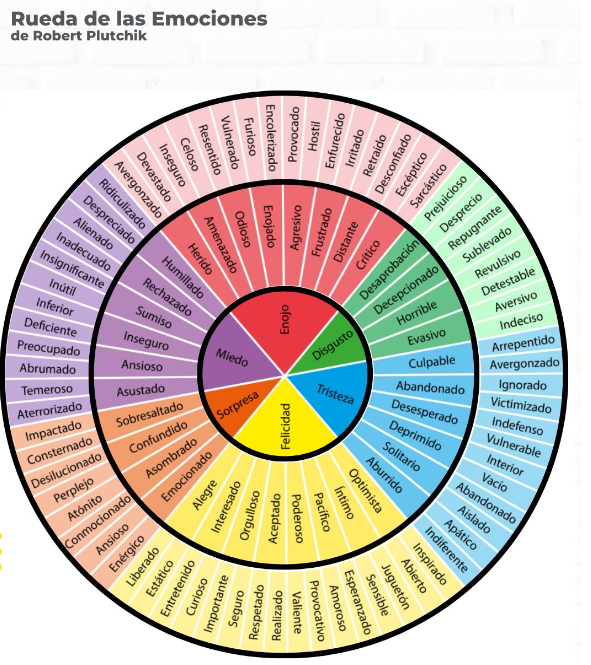 Rueda de las Emociones
de Robert Plutchik
Enojo
Disgusto
Tristeza
Felicidad
Sorpresa
Miedo
Herido
Amenazado
Odioso
Enojado
Agresivo
Frustrado
Distante
Crítico
Desaprobación
Decepcionado
Horrible
Evasivo
Culpable
Abandonado
Desesperado
Deprimido
Solitario
Aburrido
Optimista
Íntimo
Pacífico
Poderoso
Aceptado
Orgulloso
Interesado
Alegre
Emocionado
Asombrado
Confundido
Sobresaltado
Asustado
Ansioso
Inseguro
Sumiso
Rechazado
Humillado
Avergonzado
Devastado
Inseguro
Celoso
Resentido
Vulnerado
Furioso
Encolerizado
Provocado
Hostil
Enfurecido
Irritado
Retraido
Desconfiado
Escéptico
Sarcástico
Prejuicioso
Desprecio
Repugnante
Sublevado
Revulsivo
Detestable
Aversivo
Indeciso
Arrepentido
Avergonzado
Ignorado
Victimizado
Indefenso
Vulnerable
Interior
Vacío
Abandonado
Aislado
Apático
Indiferente
Inspirado
Abierto
Juguetón
Sensible
Esperanzado
Amoroso
Provocativo
Valiente
Realizado
Respetado
Seguro
Importante
Curioso
Entretenido
Estático
Liberado
Enérgico
Ansioso
Conmocionado
Atónito
Perplejo
Desilucionado
Consternado
Impactado
Aterrorizado
Temeroso
Abrumado
Preocupado
Deficiente
Inferior
Inútil
Insignificante
Inadecuado
Alienado
Despreciado
Ridiculizado